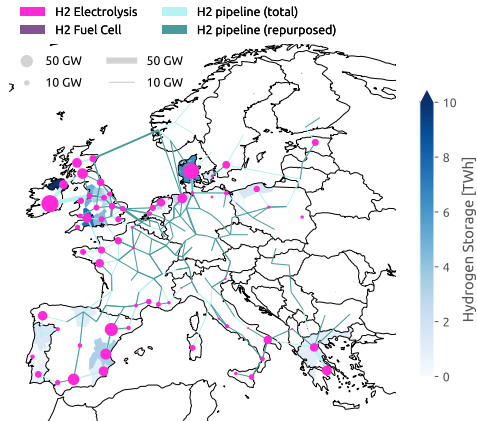 H2 Electrolysis
H2 Fuel Cell
H2 pipeline (total)
H2 pipeline (repurposed)
50 GW
10 GW
50 GW
10 GW
10
8
6
4
2
0
Hydrogen Storage [TWh]